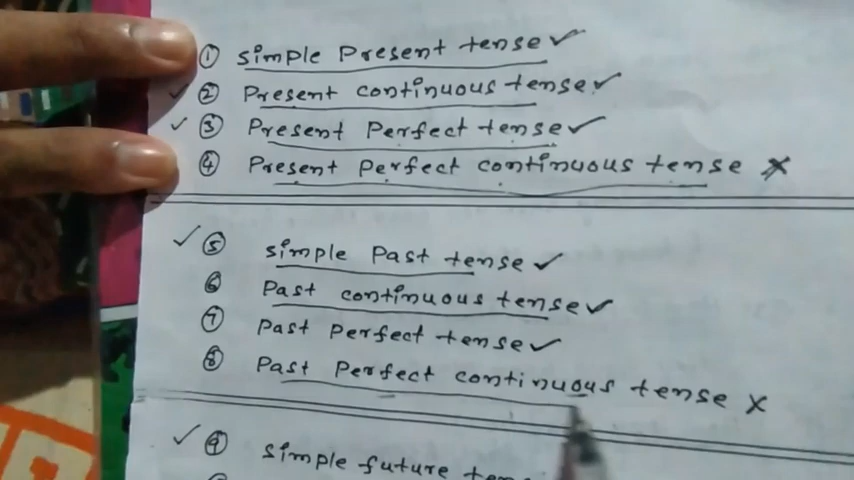 ① Simple Present tense ✓
✓ ② Present continuous tense ✓
✓ ③ Present Perfect tense ✓
④ Present Perfect continuous tense ✗
✓ ⑤ Simple Past tense ✓
⑥ Past continuous tense ✓
⑦ Past Perfect tense ✓
⑧ Past Perfect continuous tense ✗
✓ ⑨ Simple future